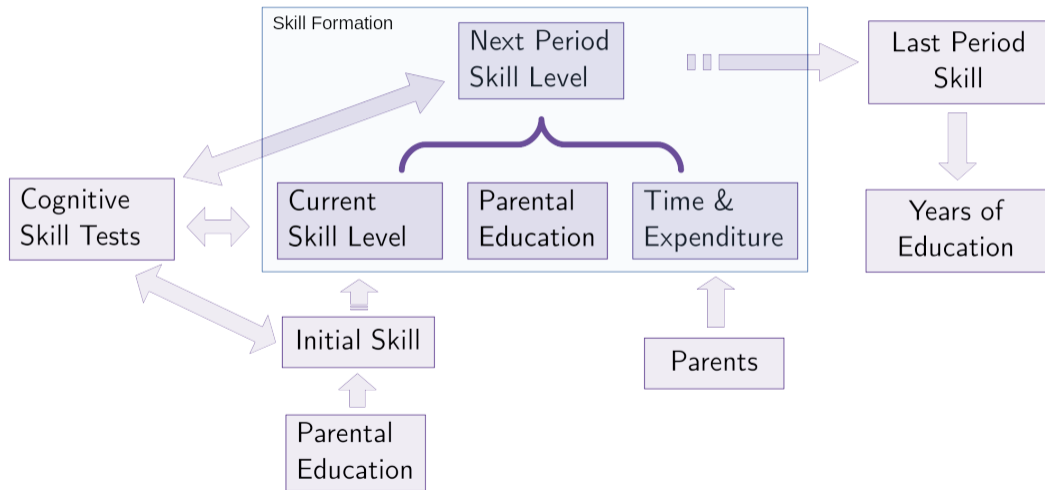 Skill Formation
Next Period
Skill Level
Last Period
Skill
Cognitive
Skill Tests
Current
Skill Level
Parental
Education
Time &
Expenditure
Years of
Education
Initial Skill
Parents
Parental
Education